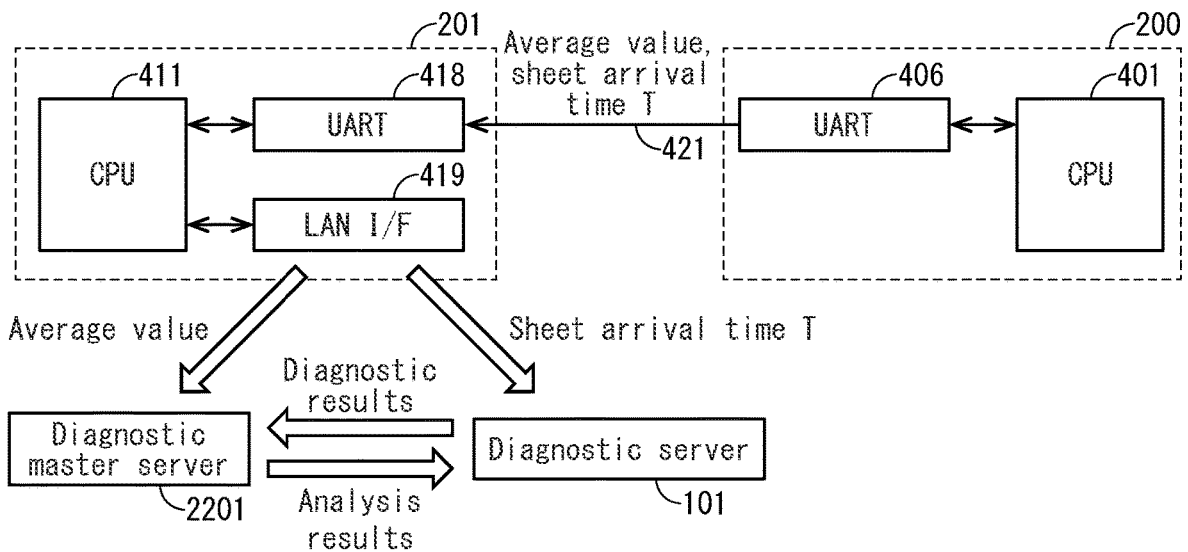 201
Average value,
sheet arrival
time T
200
411
418
406
401
CPU
UART
UART
CPU
421
419
LAN I/F
Average value
Sheet arrival time T
Diagnostic
results
Diagnostic
master server
Diagnostic server
2201
Analysis
results
101